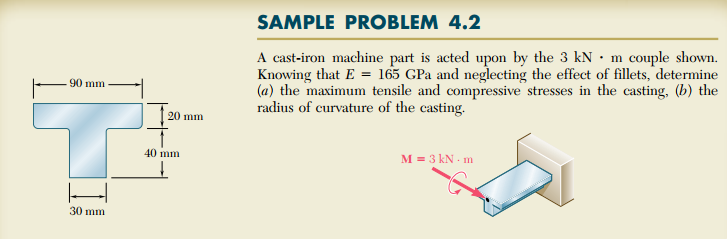 SAMPLE PROBLEM 4.2
A cast-iron machine part is acted upon by the 3 kN · m couple shown.
Knowing that E = 165 GPa and neglecting the effect of fillets, determine
(a) the maximum tensile and compressive stresses in the casting, (b) the
radius of curvature of the casting.
90 mm
20 mm
40 mm
30 mm
M = 3 kN · m